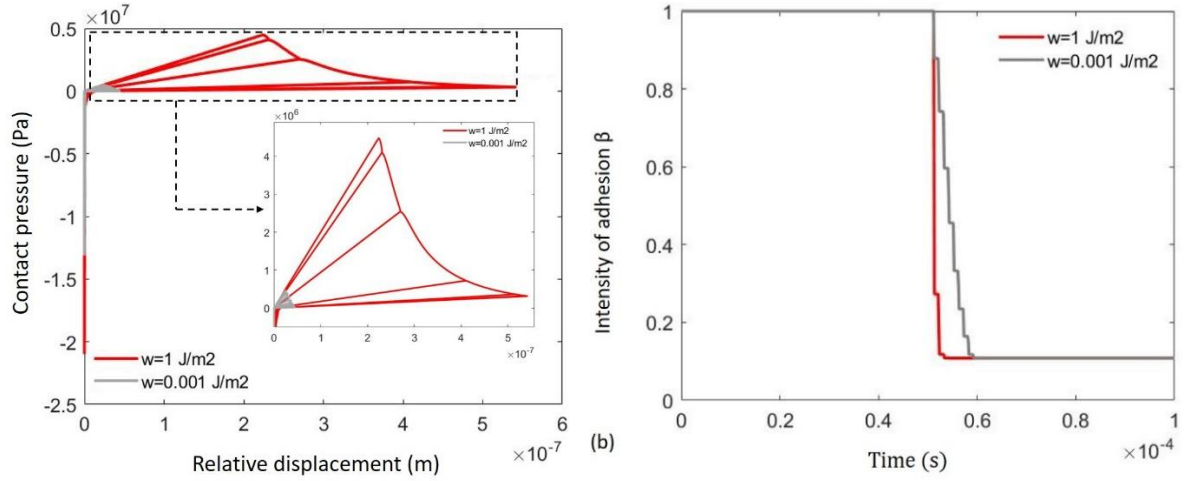 ×10⁷
0.5
0
-0.5
-1
-1.5
-2
-2.5
Contact pressure (Pa)
0 1 2 3 4 5 6
×10⁻⁷
Relative displacement (m)
w=1 J/m2
w=0.001 J/m2
×10⁶
4
3
2
1
0
w=1 J/m2
w=0.001 J/m2
0 1 2 3 4 5
×10⁻⁷
(b)
1
0.8
0.6
0.4
0.2
0
Intensity of adhesion β
w=1 J/m2
w=0.001 J/m2
0 0.2 0.4 0.6 0.8 1
×10⁻⁴
Time (s)